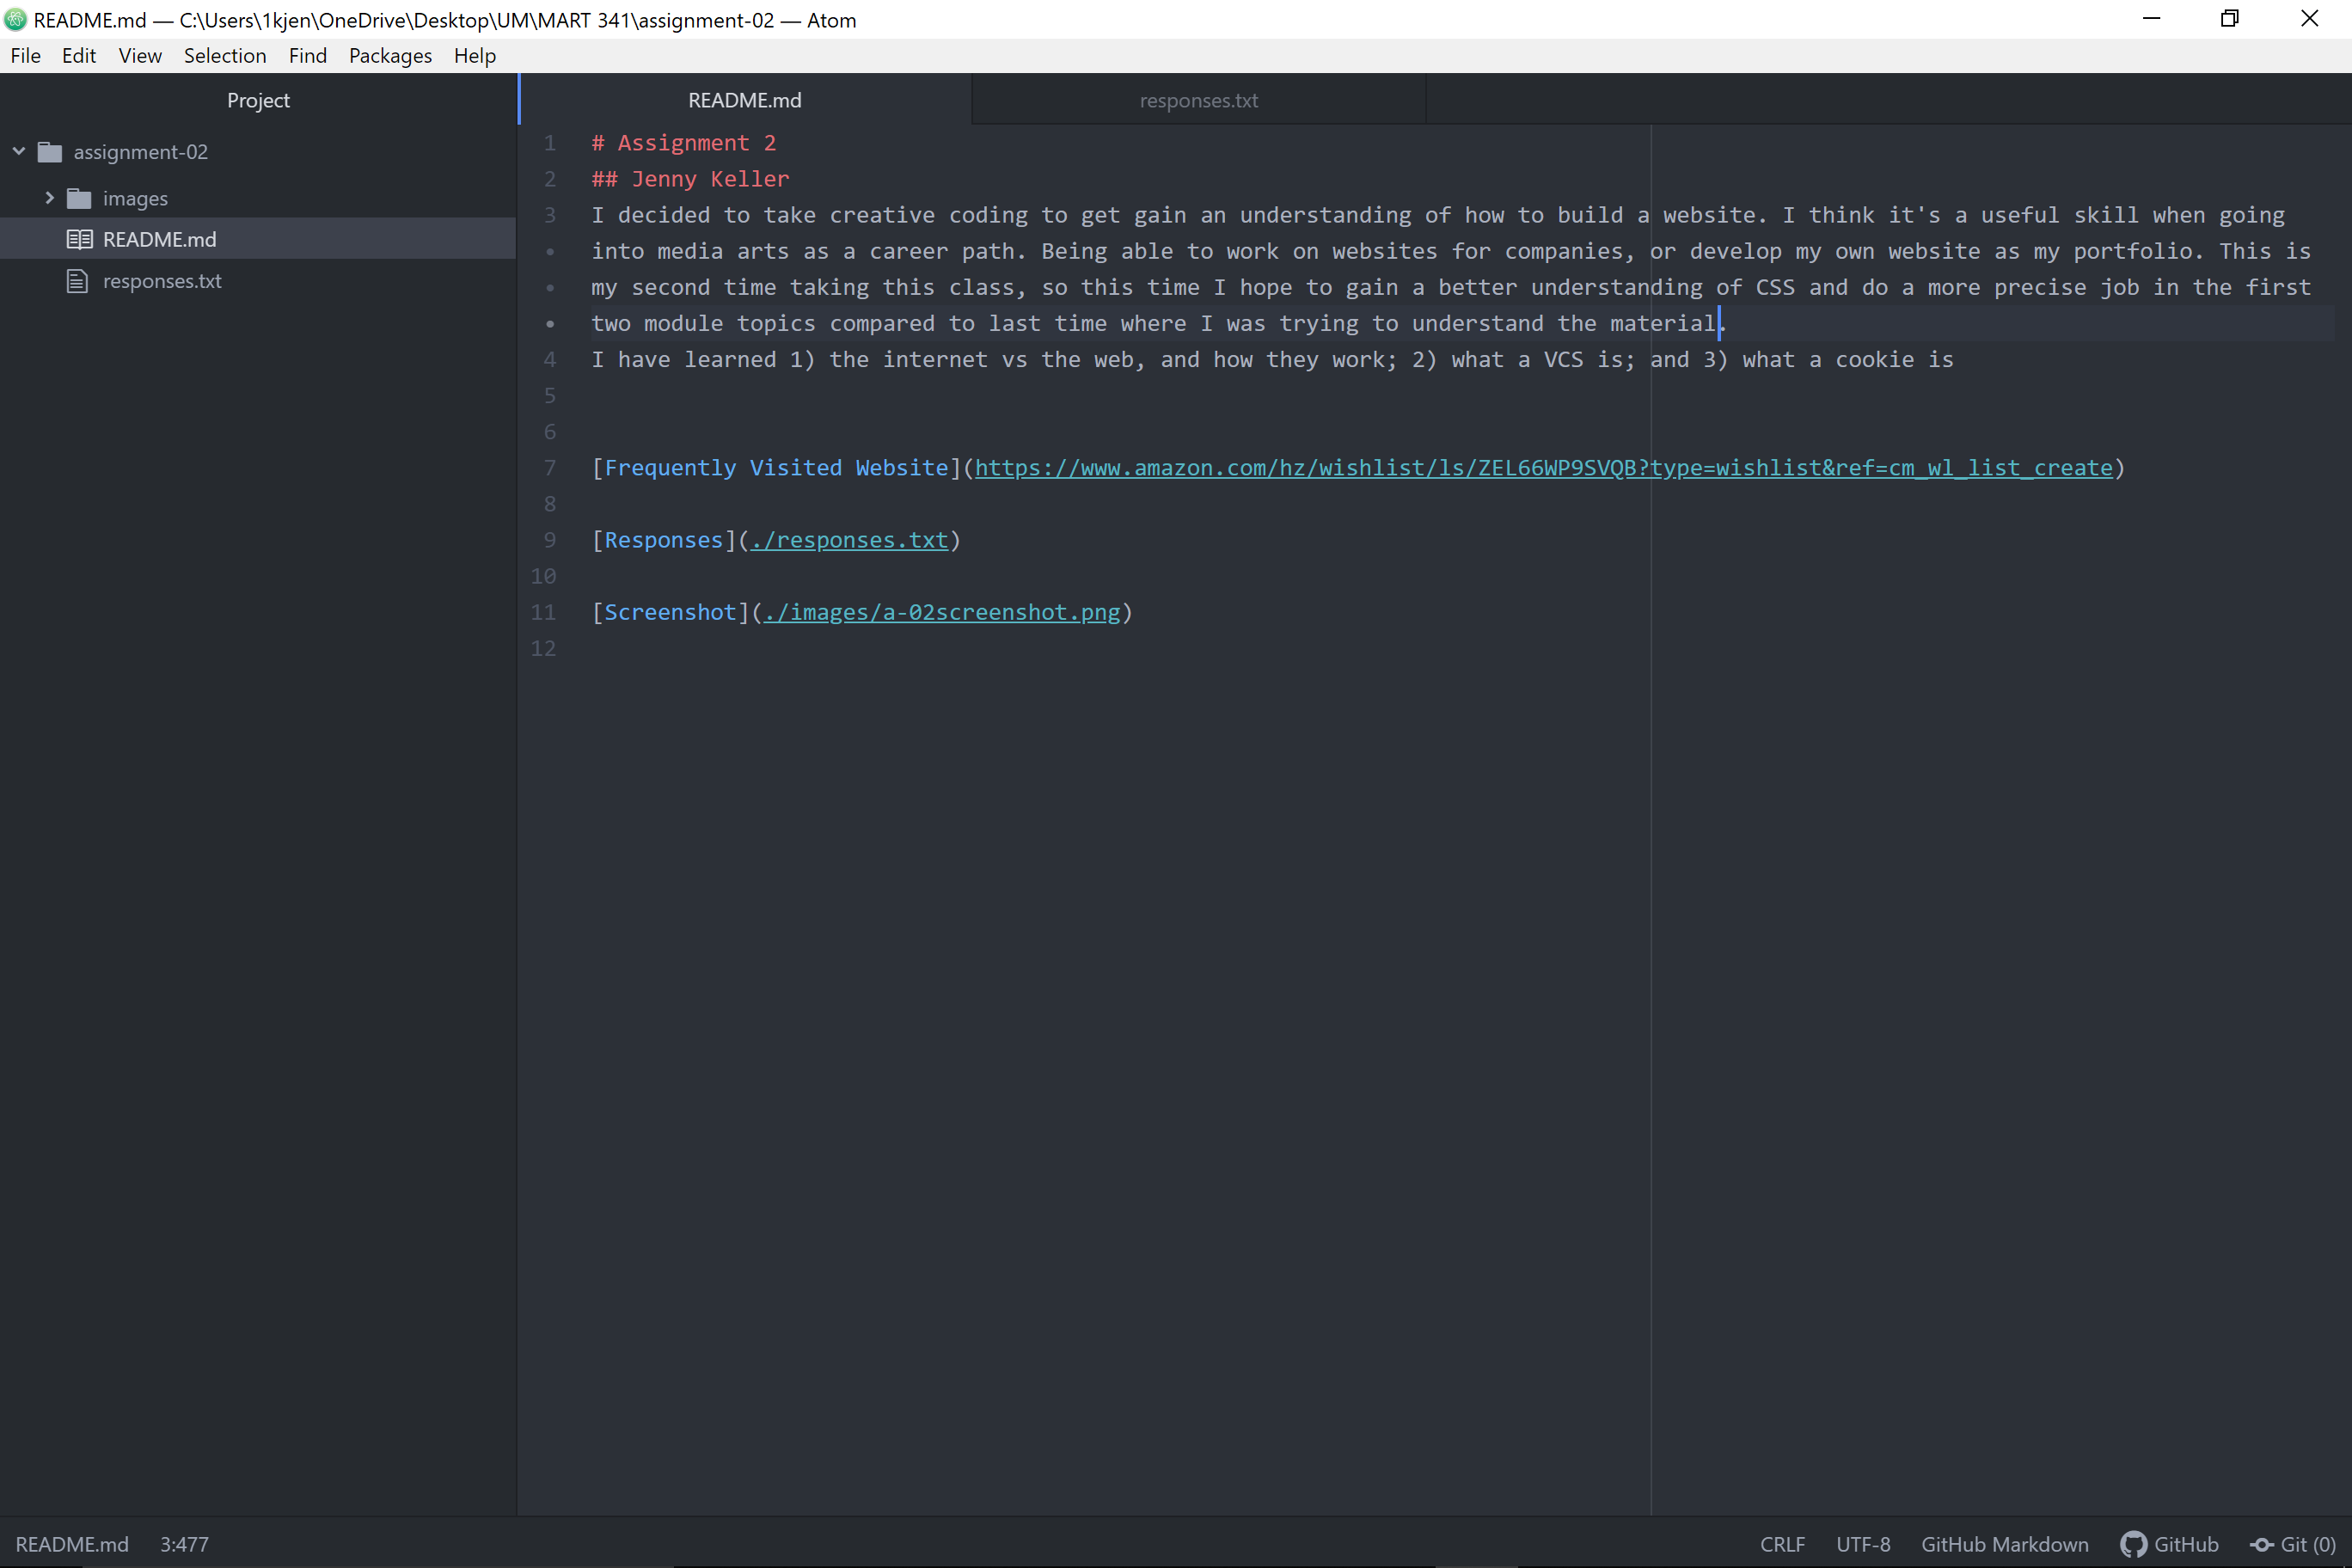 README.md — C:\Users\1kjen\OneDrive\Desktop\UM\MART 341\assignment-02 — Atom
File Edit View Selection Find Packages Help
Project
assignment-02
images
README.md
responses.txt
README.md responses.txt
1 # Assignment 2
2 ## Jenny Keller
3 I decided to take creative coding to get gain an understanding of how to build a website. I think it's a useful skill when going
• into media arts as a career path. Being able to work on websites for companies, or develop my own website as my portfolio. This is
• my second time taking this class, so this time I hope to gain a better understanding of CSS and do a more precise job in the first
• two module topics compared to last time where I was trying to understand the material.
4 I have learned 1) the internet vs the web, and how they work; 2) what a VCS is; and 3) what a cookie is
5
6
7 [Frequently Visited Website](https://www.amazon.com/hz/wishlist/ls/ZEL66WP9SVQB?type=wishlist&ref=cm_wl_list_create)
8
9 [Responses](./responses.txt)
10
11 [Screenshot](./images/a-02screenshot.png)
12
README.md 3:477 CRLF UTF-8 GitHub Markdown GitHub Git (0)